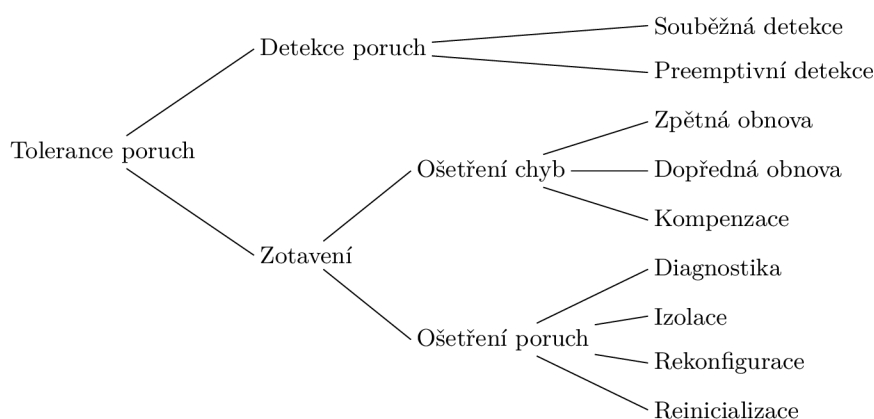 Souběžná detekce
Detekce poruch
Preemptivní detekce
Zpětná obnova
Tolerance poruch
Ošetření chyb
Dopředná obnova
Kompenzace
Zotavení
Diagnostika
Izolace
Ošetření poruch
Rekonfigurace
Reinicializace